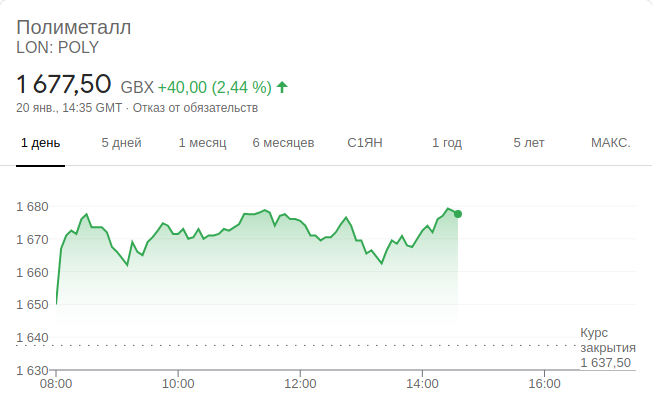 Полиметалл
LON: POLY
1 677,50 GBX +40,00 (2,44 %)
20 янв., 14:35 GMT · Отказ от обязательств
1 день 5 дней 1 месяц 6 месяцев С1ЯН 1 год 5 лет МАКС.
1 680
1 670
1 660
1 650
1 640
1 630
Курс
закрытия
1 637,50
08:00 10:00 12:00 14:00 16:00